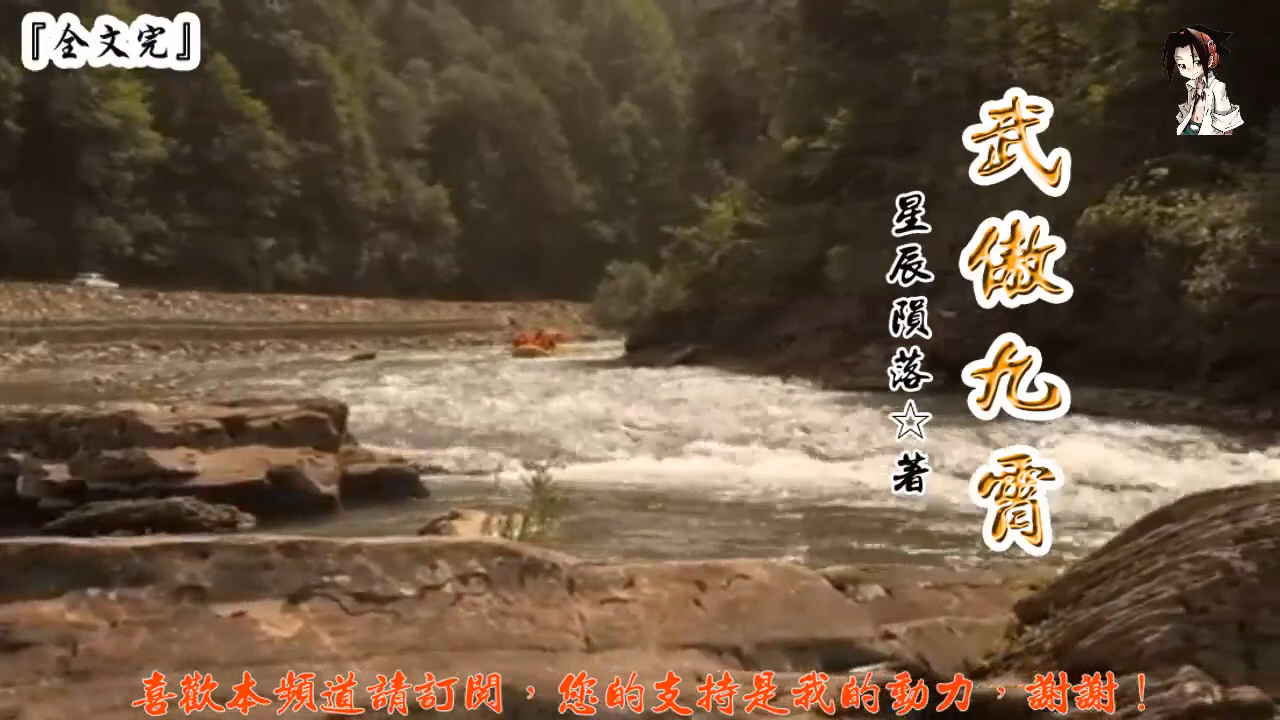 『全文完』
武傲九霄
星辰隕落☆著
喜歡本頻道請訂閱，您的支持是我的動力，謝謝！